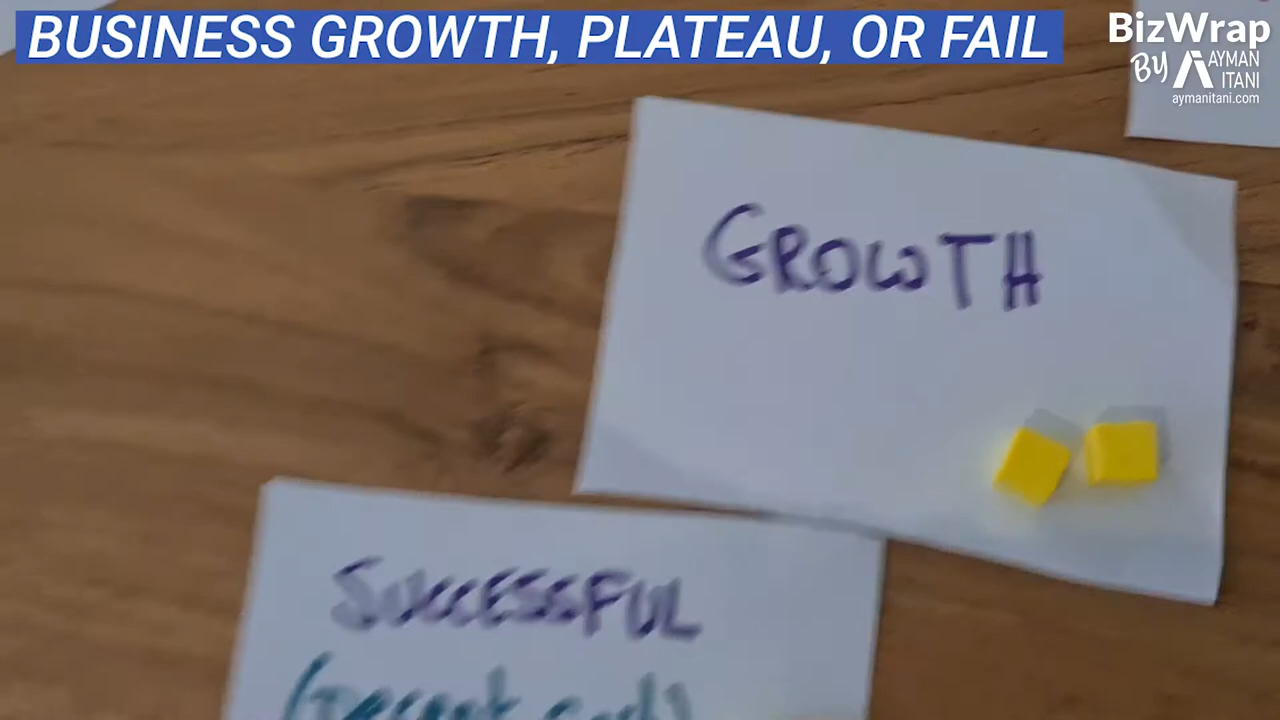 BUSINESS GROWTH, PLATEAU, OR FAIL
BizWrap
BY AYMAN ITANI
aymanitani.com
GROWTH
SUCCESSFUL